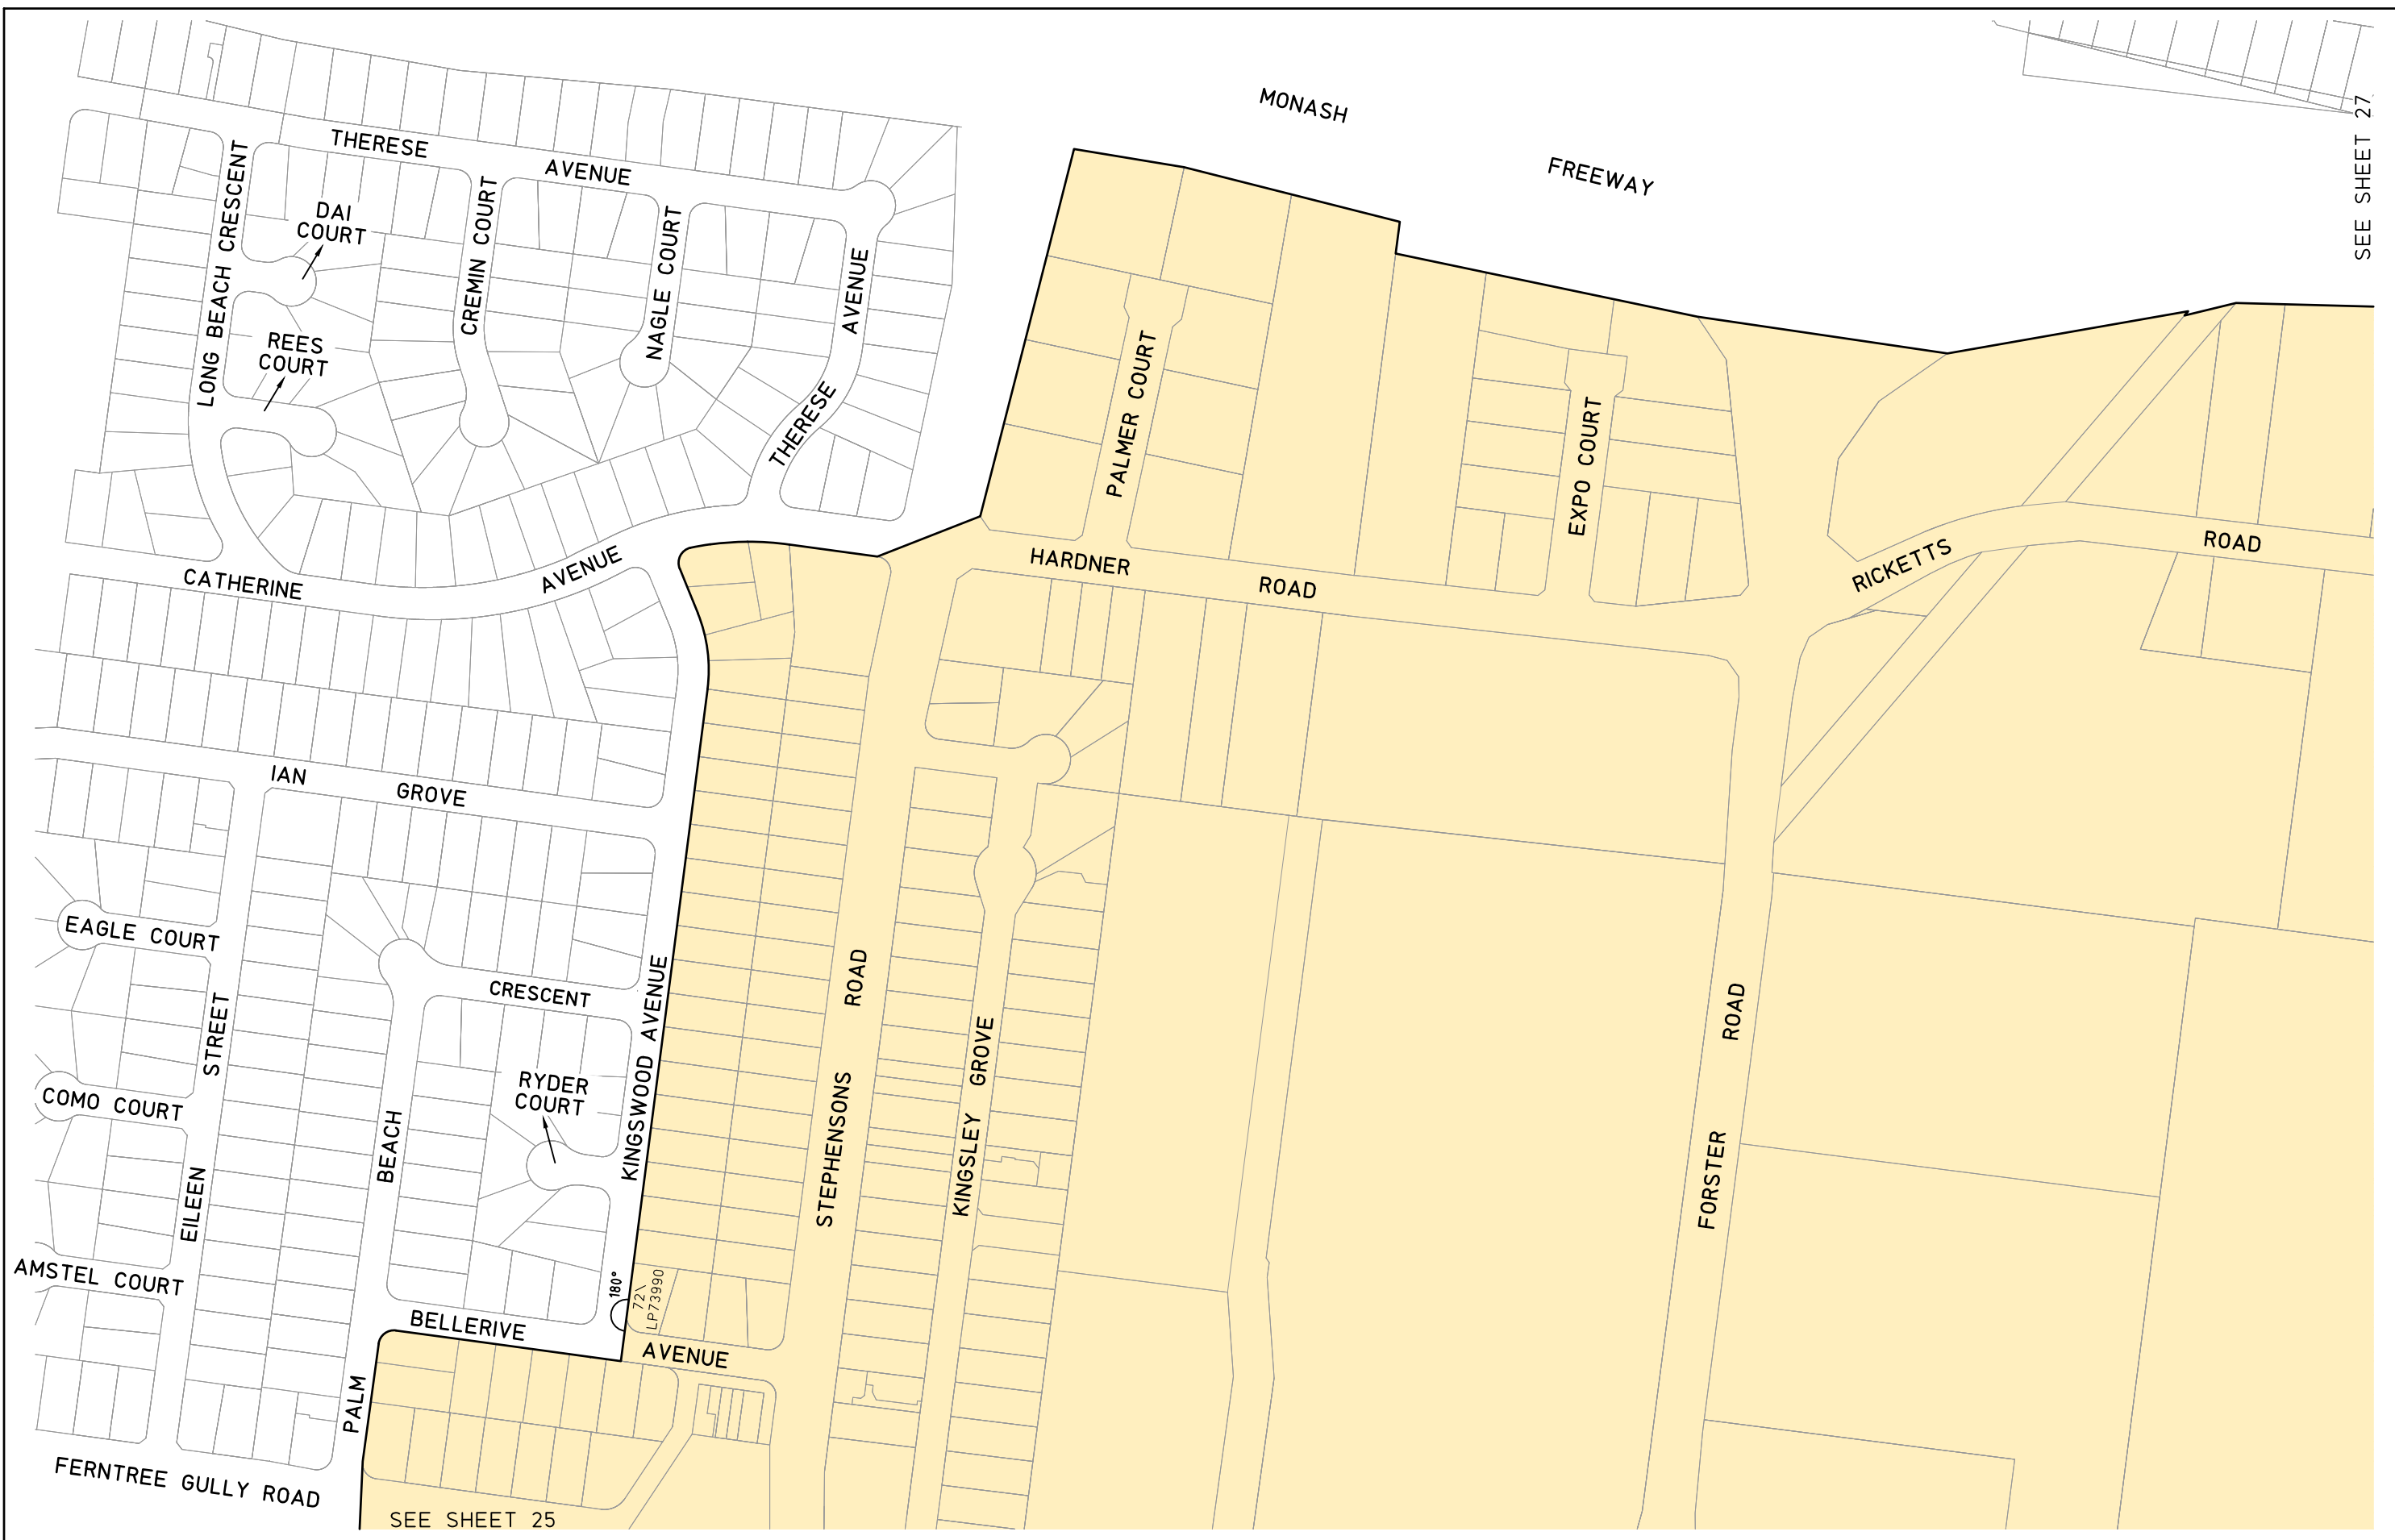 MONASH
FREEWAY
SEE SHEET 27
THERESE
AVENUE
LONG BEACH CRESCENT
DAI
COURT
CREMIN COURT
NAGLE COURT
AVENUE
THERESE
REES
COURT
PALMER COURT
EXPO COURT
HARDNER
ROAD
RICKETTS
ROAD
CATHERINE
AVENUE
IAN
GROVE
EAGLE COURT
STREET
EILEEN
CRESCENT
BEACH
PALM
KINGSWOOD AVENUE
RYDER
COURT
COMO COURT
AMSTEL COURT
ROAD
STEPHENSONS
GROVE
KINGSLEY
ROAD
FORSTER
180°
72\
LP73990
BELLERIVE
AVENUE
FERNTREE GULLY ROAD
SEE SHEET 25